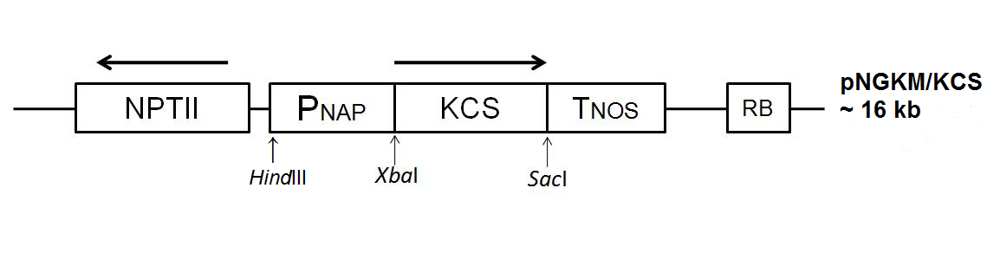 NPTII
PNAP
KCS
TNOS
RB
pNGKM/KCS
~ 16 kb
HindIII
XbaI
SacI